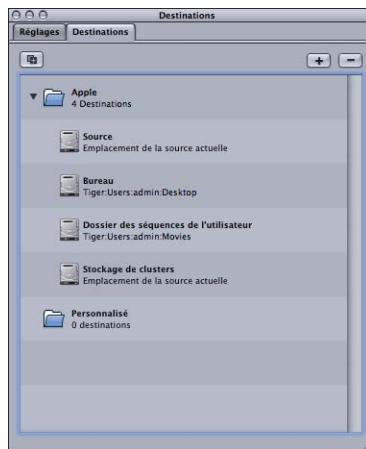 Destinations
Réglages Destinations
Apple
4 Destinations
Source
Emplacement de la source actuelle
Bureau
Tiger:Users:admin:Desktop
Dossier des séquences de l'utilisateur
Tiger:Users:admin:Movies
Stockage de clusters
Emplacement de la source actuelle
Personnalisé
0 destinations